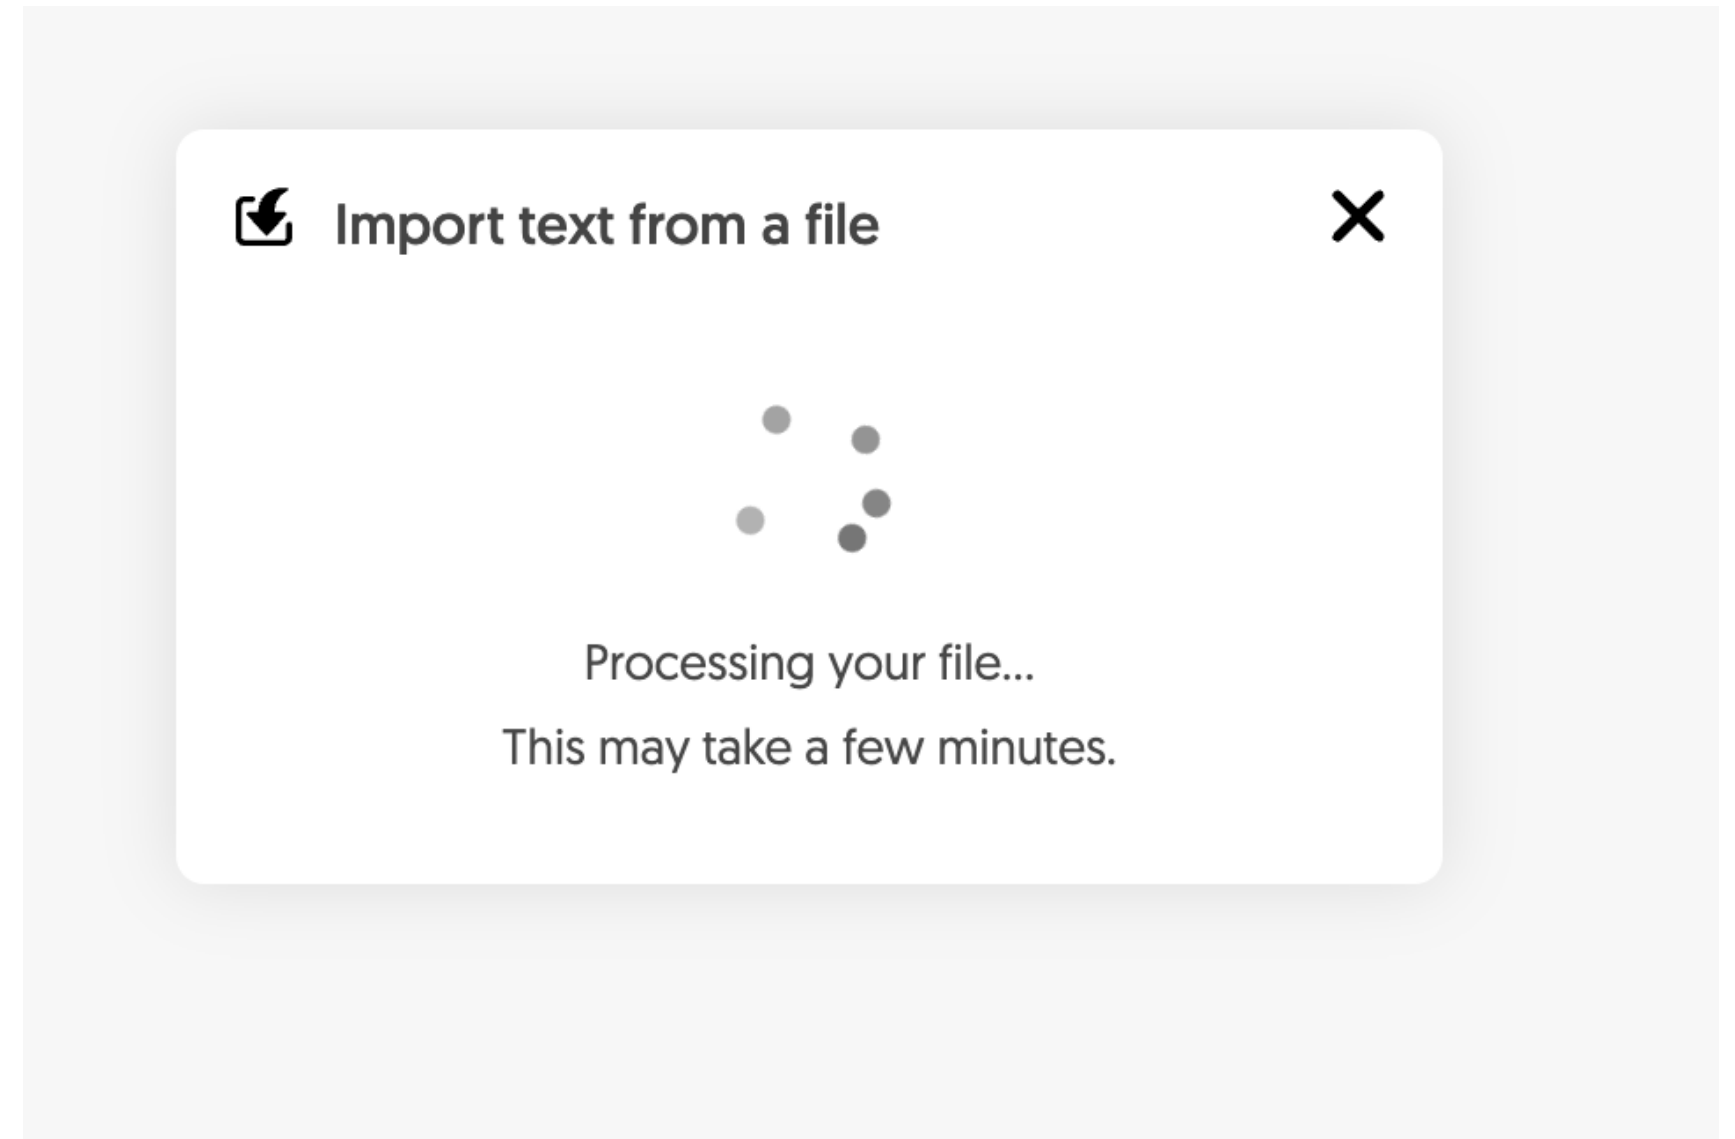 Import text from a file
Processing your file...
This may take a few minutes.